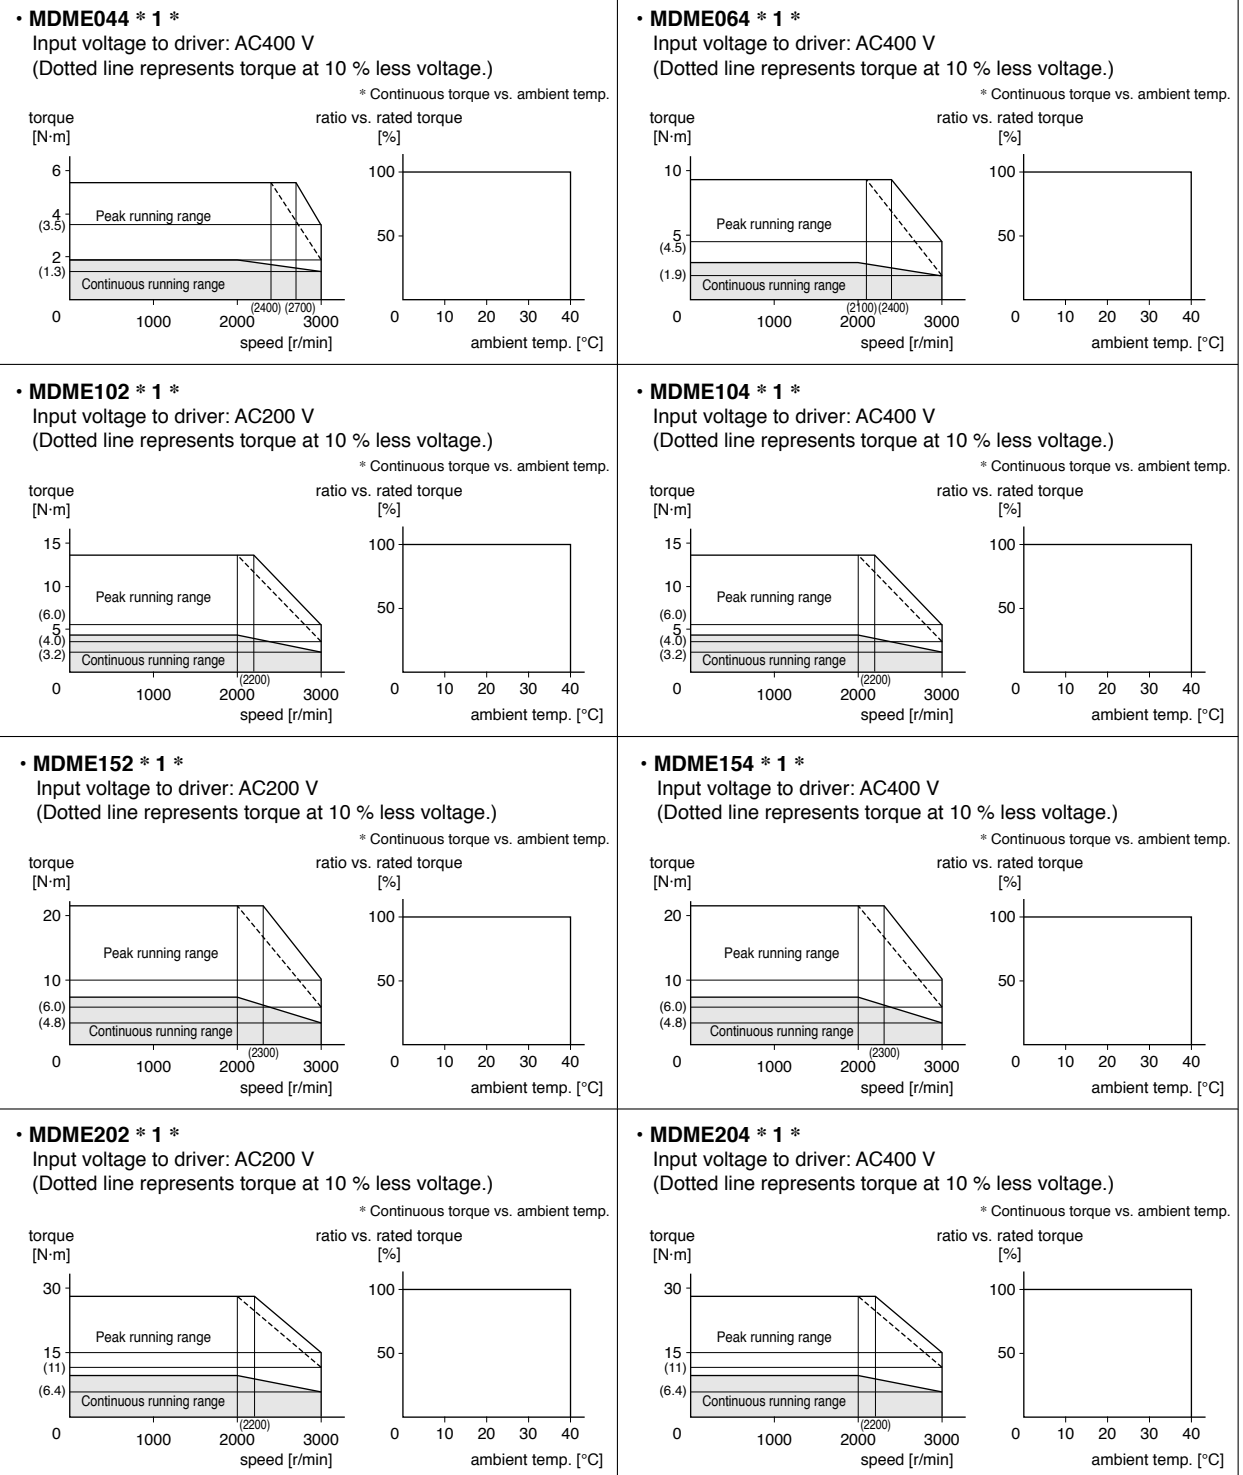 • MDME044 * 1 *
Input voltage to driver: AC400 V
(Dotted line represents torque at 10 % less voltage.)
* Continuous torque vs. ambient temp.
torque
[N·m]
ratio vs. rated torque
[%]
6
4
(3.5)
2
(1.3)
Peak running range
Continuous running range
0
1000
2000
(2400)
(2700)
3000
speed [r/min]
100
50
0
10
20
30
40
ambient temp. [°C]
• MDME064 * 1 *
Input voltage to driver: AC400 V
(Dotted line represents torque at 10 % less voltage.)
* Continuous torque vs. ambient temp.
torque
[N·m]
ratio vs. rated torque
[%]
10
5
(4.5)
(1.9)
Peak running range
Continuous running range
0
1000
2000
(2100)
(2400)
3000
speed [r/min]
100
50
0
10
20
30
40
ambient temp. [°C]
• MDME102 * 1 *
Input voltage to driver: AC200 V
(Dotted line represents torque at 10 % less voltage.)
* Continuous torque vs. ambient temp.
torque
[N·m]
ratio vs. rated torque
[%]
15
10
(6.0)
5
(4.0)
(3.2)
Peak running range
Continuous running range
0
1000
2000
(2200)
3000
speed [r/min]
100
50
0
10
20
30
40
ambient temp. [°C]
• MDME104 * 1 *
Input voltage to driver: AC400 V
(Dotted line represents torque at 10 % less voltage.)
* Continuous torque vs. ambient temp.
torque
[N·m]
ratio vs. rated torque
[%]
15
10
(6.0)
5
(4.0)
(3.2)
Peak running range
Continuous running range
0
1000
2000
(2200)
3000
speed [r/min]
100
50
0
10
20
30
40
ambient temp. [°C]
• MDME152 * 1 *
Input voltage to driver: AC200 V
(Dotted line represents torque at 10 % less voltage.)
* Continuous torque vs. ambient temp.
torque
[N·m]
ratio vs. rated torque
[%]
20
10
(6.0)
(4.8)
Peak running range
Continuous running range
0
1000
2000
(2300)
3000
speed [r/min]
100
50
0
10
20
30
40
ambient temp. [°C]
• MDME154 * 1 *
Input voltage to driver: AC400 V
(Dotted line represents torque at 10 % less voltage.)
* Continuous torque vs. ambient temp.
torque
[N·m]
ratio vs. rated torque
[%]
20
10
(6.0)
(4.8)
Peak running range
Continuous running range
0
1000
2000
(2300)
3000
speed [r/min]
100
50
0
10
20
30
40
ambient temp. [°C]
• MDME202 * 1 *
Input voltage to driver: AC200 V
(Dotted line represents torque at 10 % less voltage.)
* Continuous torque vs. ambient temp.
torque
[N·m]
ratio vs. rated torque
[%]
30
15
(11)
(6.4)
Peak running range
Continuous running range
0
1000
2000
(2200)
3000
speed [r/min]
100
50
0
10
20
30
40
ambient temp. [°C]
• MDME204 * 1 *
Input voltage to driver: AC400 V
(Dotted line represents torque at 10 % less voltage.)
* Continuous torque vs. ambient temp.
torque
[N·m]
ratio vs. rated torque
[%]
30
15
(11)
(6.4)
Peak running range
Continuous running range
0
1000
2000
(2200)
3000
speed [r/min]
100
50
0
10
20
30
40
ambient temp. [°C]